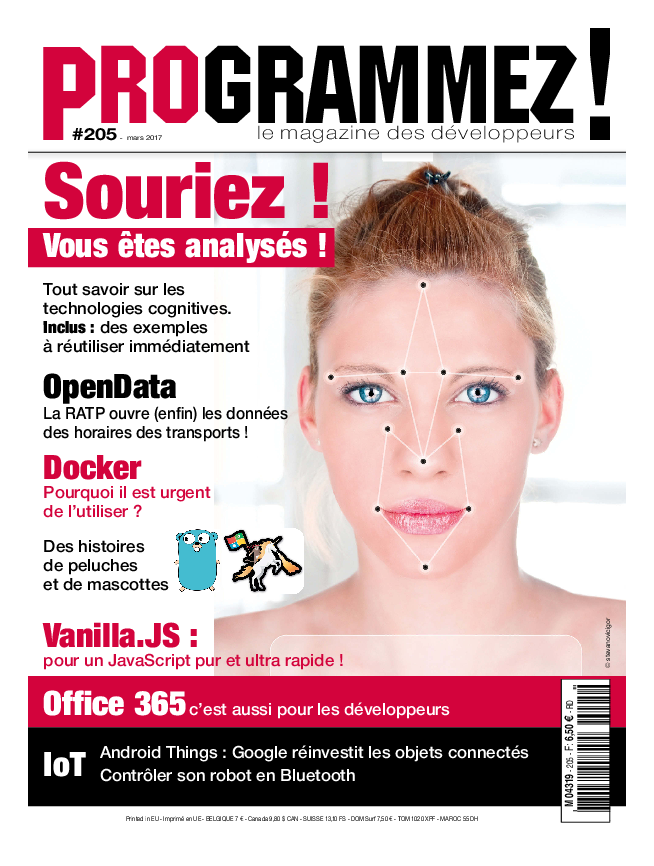 PROGRAMMEZ!
#205 - mars 2017
le magazine des développeurs
Souriez !
Vous êtes analysés !
Tout savoir sur les
technologies cognitives.
Inclus : des exemples
à réutiliser immédiatement
OpenData
La RATP ouvre (enfin) les données
des horaires des transports !
Docker
Pourquoi il est urgent
de l'utiliser ?
Des histoires
de peluches
et de mascottes
Vanilla.JS :
pour un JavaScript pur et ultra rapide !
© stevanovicigor
Office 365 c'est aussi pour les développeurs
IoT
Android Things : Google réinvestit les objets connectés
Contrôler son robot en Bluetooth
M 04319 - 205 - F: 6,50 € - RD
Printed in EU - Imprimé en UE - BELGIQUE 7 € - Canada 9,80 $ CAN - SUISSE 13,10 FS - DOM Surf 7,50 € - TOM 1020 XPF - MAROC 55 DH